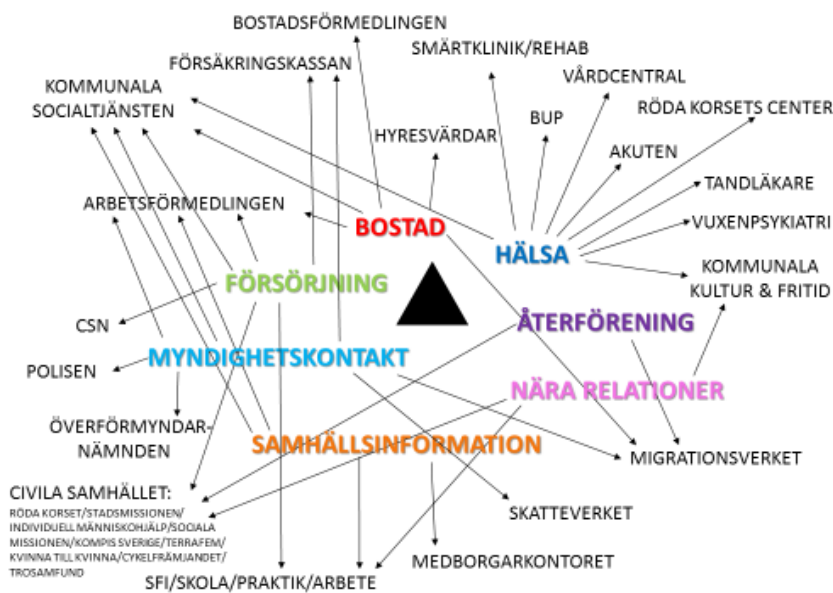 BOSTADSFÖRMEDLINGEN
SMÄRTKLINIK/REHAB
FÖRSÄKRINGSKASSAN
VÅRDCENTRAL
KOMMUNALA
SOCIALTJÄNSTEN
RÖDA KORSETS CENTER
BUP
HYRESVÄRDAR
AKUTEN
TANDLÄKARE
ARBETSFÖRMEDLINGEN
VUXENPSYKIATRI
BOSTAD
HÄLSA
KOMMUNALA
KULTUR & FRITID
FÖRSÖRJNING
CSN
ÅTERFÖRENING
MYNDIGHETSKONTAKT
POLISEN
NÄRA RELATIONER
ÖVERFÖRMYNDAR-
NÄMNDEN
SAMHÄLLSINFORMATION
MIGRATIONSVERKET
CIVILA SAMHÄLLET:
RÖDA KORSET/STADSMISSIONEN/
INDIVIDUELL MÄNNISKOHJÄLP/SOCIALA
MISSIONEN/KOMPIS SVERIGE/TERRAFEM/
KVINNA TILL KVINNA/CYKELFRÄMJANDET/
TROSAMFUND
SKATTEVERKET
MEDBORGARKONTORET
SFI/SKOLA/PRAKTIK/ARBETE